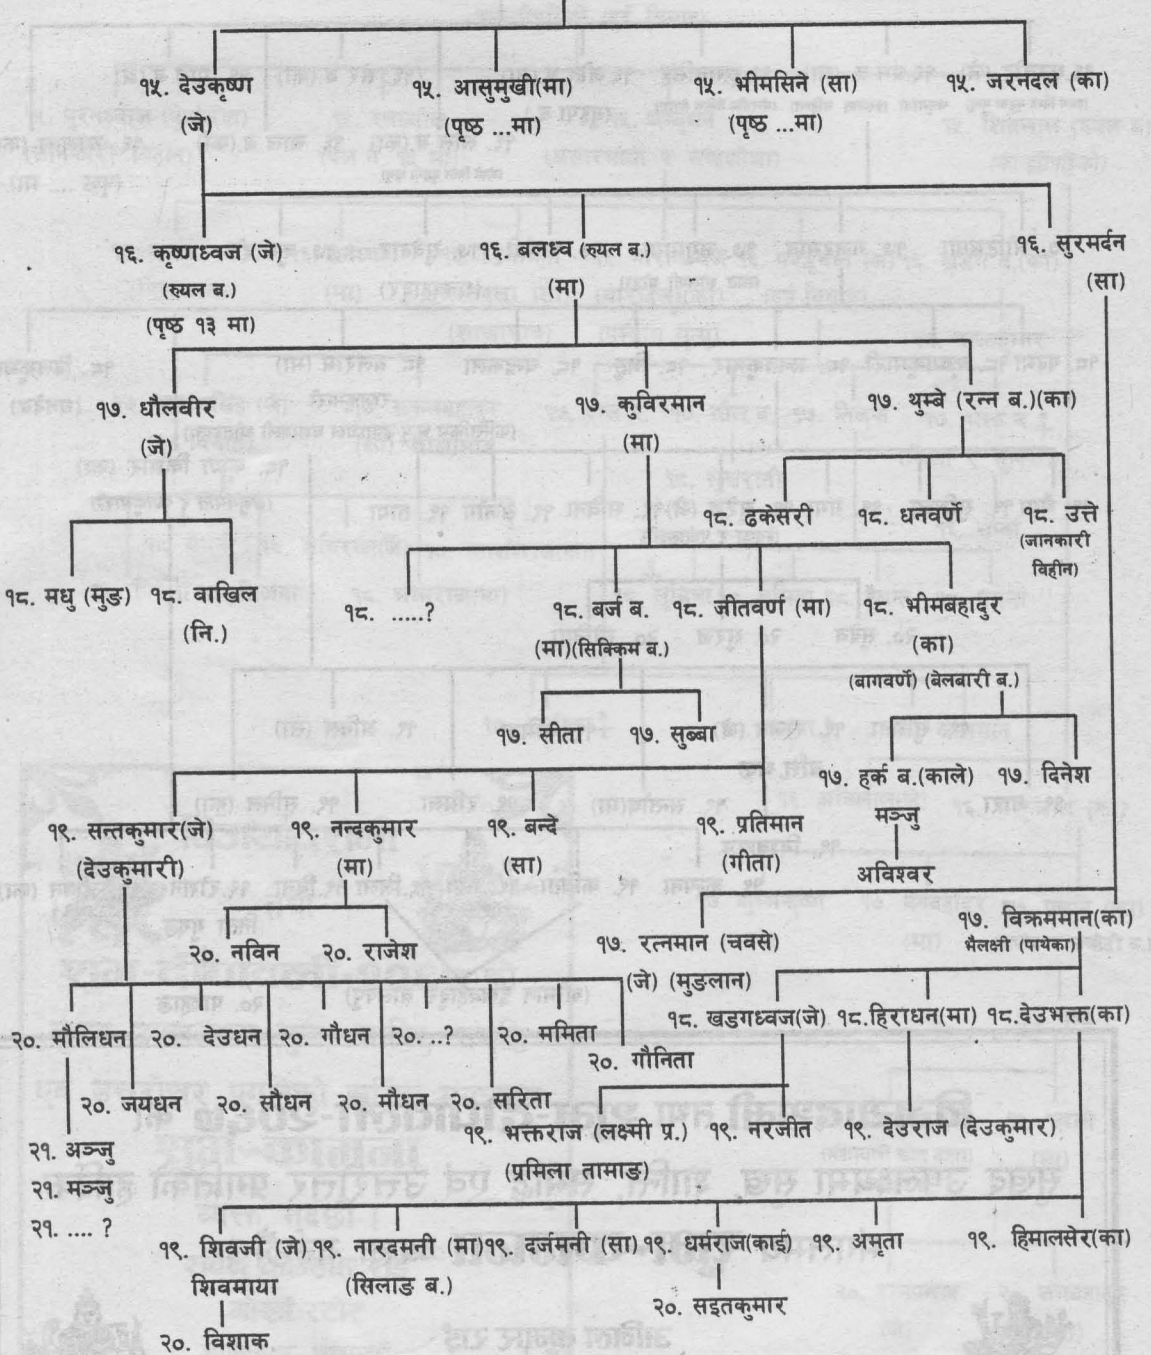 १५. देउकृष्ण १५. आसुमुखी(मा) १५. भीमसिने (सा) १५. जरनदल (का)
(जे) (पृष्ठ ...मा) (पृष्ठ ...मा)
१६. कृष्णध्वज (जे) १६. बलध्व (रुयल ब.) १६. सुरमर्दन
(रुयल ब.) (मा) (सा)
(पृष्ठ १३ मा)
१७. धौलवीर १७. कुविरमान १७. थुम्बे (रत्न ब.)(का)
(जे) (मा)
१८. ढकेसरी १८. धनवर्णे १८. उत्ते
(जानकारी
विहीन)
१८. मधु (मुङ) १८. वाखिल १८. .....? १८. बर्ज ब. १८. जीतवर्ण (मा) १८. भीमबहादुर
(नि.) (मा)(सिक्किम ब.) (का)
(बागवर्णे) (बेलबारी ब.)
१७. सीता १७. सुब्बा
१७. हर्क ब.(काले) १७. दिनेश
मञ्जु
अविश्वर
१९. सन्तकुमार(जे) १९. नन्दकुमार १९. बन्दे १९. प्रतिमान
(देउकुमारी) (मा) (सा) (गीता)
१७. विक्रममान(का)
भैलक्षी (पायेका)
२०. नविन २०. राजेश १७. रत्नमान (चवसे)
(जे) (मुङलान)
१८. खडगध्वज(जे) १८.हिराधन(मा) १८.देउभक्त(का)
२०. मौलिधन २०. देउधन २०. गौधन २०. ..? २०. ममिता
२०. गौनिता
२०. जयधन २०. सौधन २०. मौधन २०. सरिता
१९. भक्तराज (लक्ष्मी प्र.) १९. नरजीत १९. देउराज (देउकुमार)
(प्रमिला तामाङ)
२१. अञ्जु
२१. मञ्जु
२१. .... ?
१९. शिवजी (जे) १९. नारदमनी (मा) १९. दर्जमनी (सा) १९. धर्मराज(काई) १९. अमृता १९. हिमालसेर(का)
शिवमाया (सिलाङ ब.)
२०. सइतकुमार
२०. विशाक